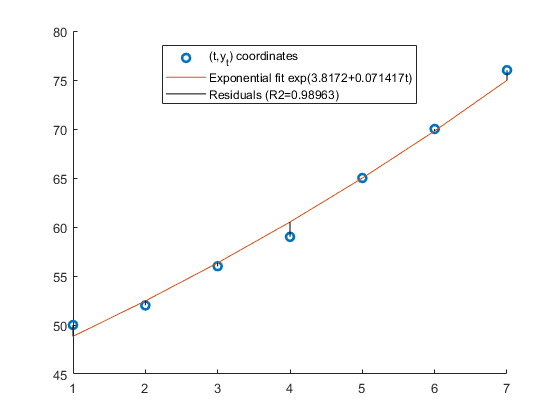 80
75
70
65
60
55
50
45
1 2 3 4 5 6 7
(t,y_t) coordinates
Exponential fit exp(3.8172+0.071417t)
Residuals (R2=0.98963)